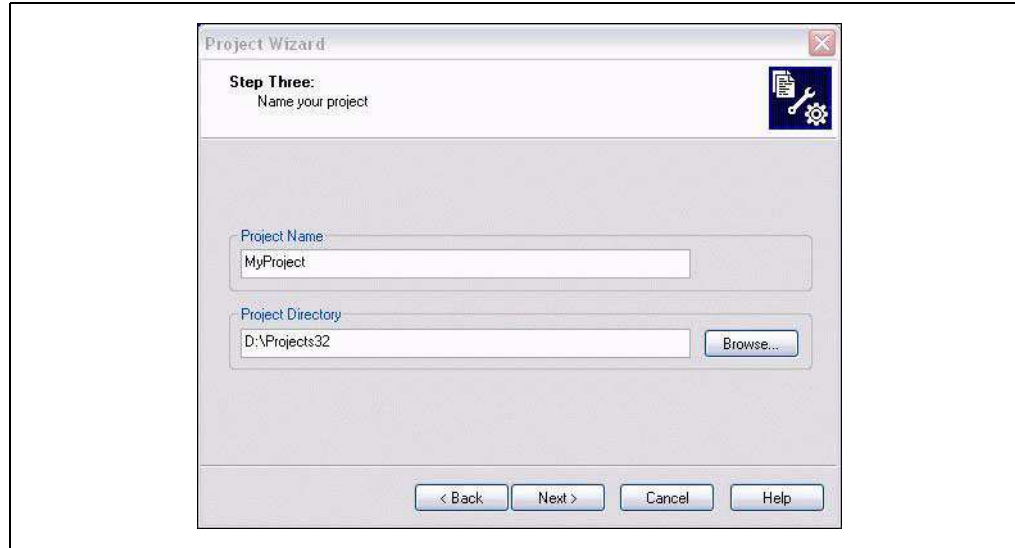 Project Wizard
Step Three:
Name your project
Project Name
MyProject
Project Directory
D:\Projects32
Browse...
< Back
Next >
Cancel
Help